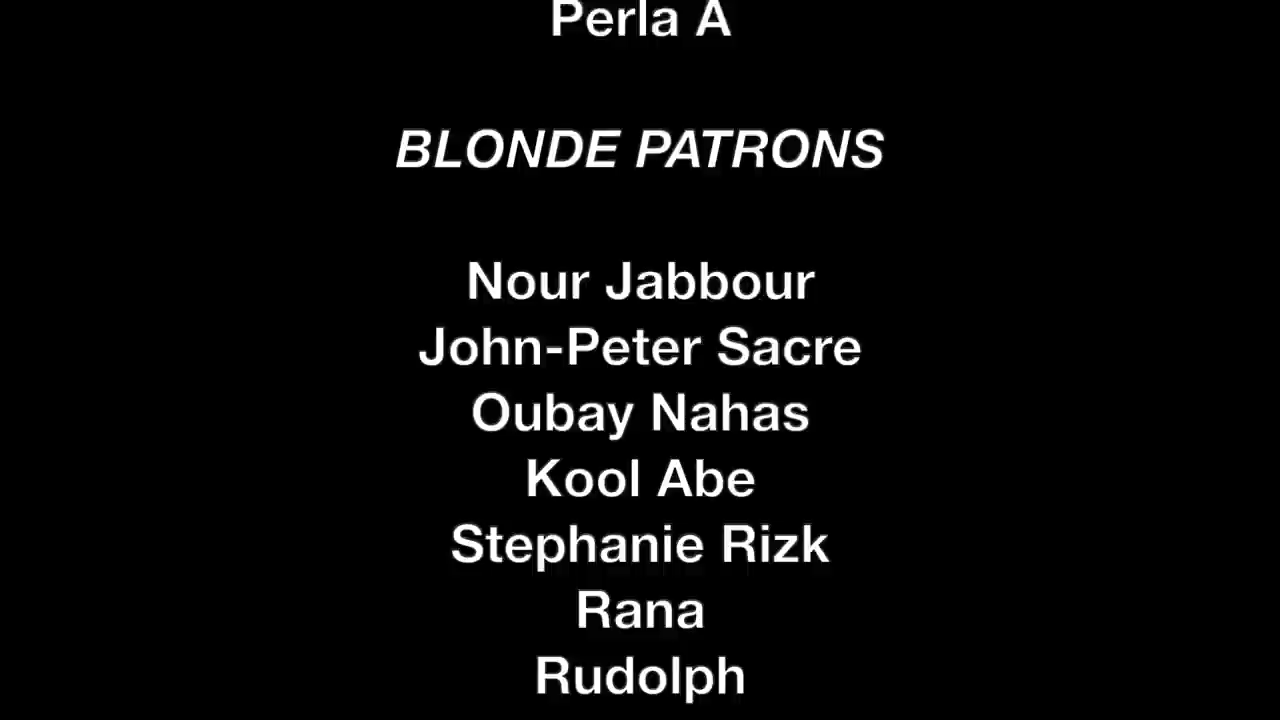 Perla A
BLONDE PATRONS
Nour Jabbour
John-Peter Sacre
Oubay Nahas
Kool Abe
Stephanie Rizk
Rana
Rudolph